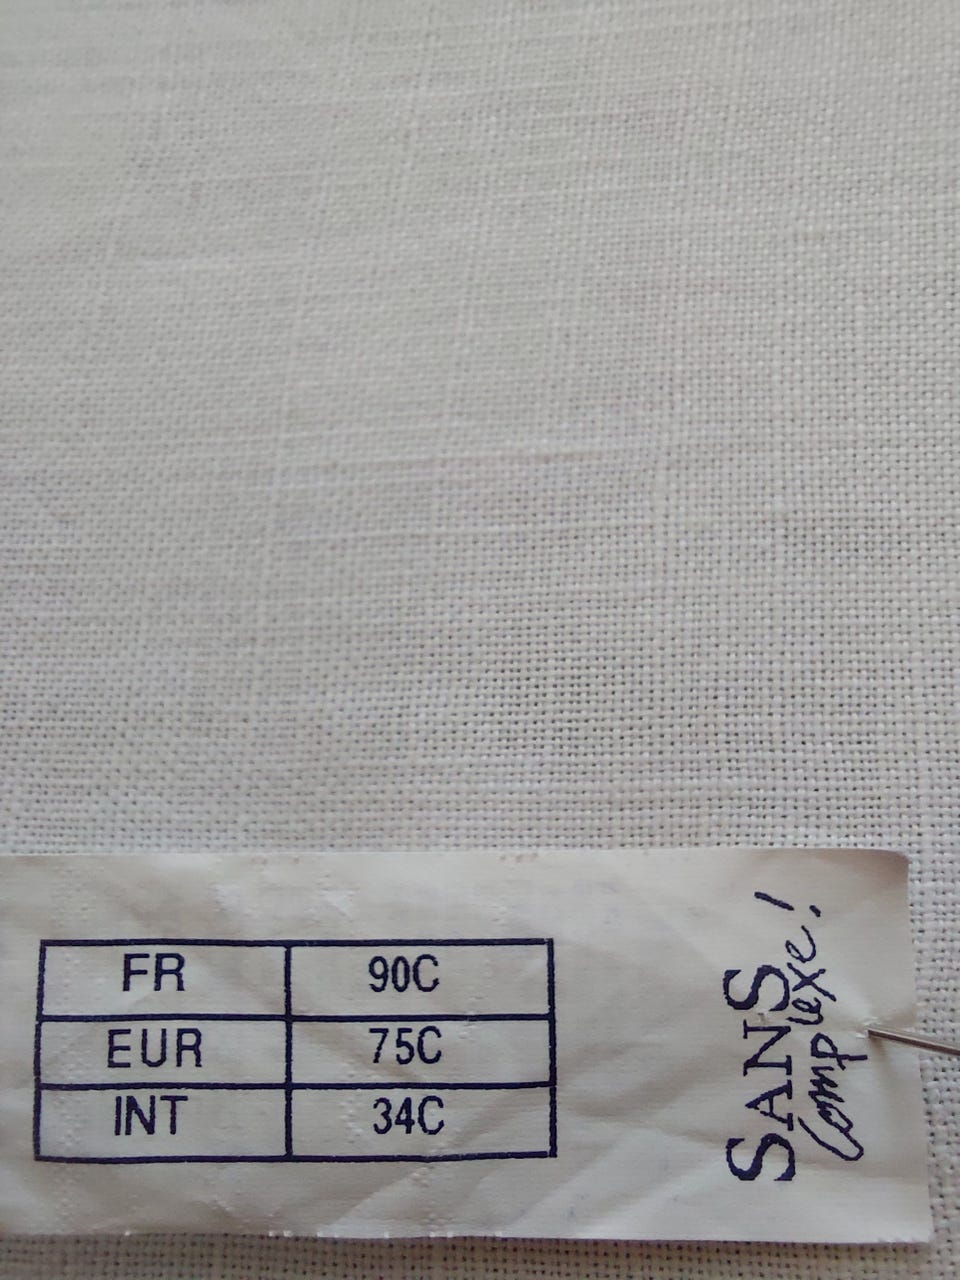 FR 90C
EUR 75C
INT 34C
SANS
Complexe!